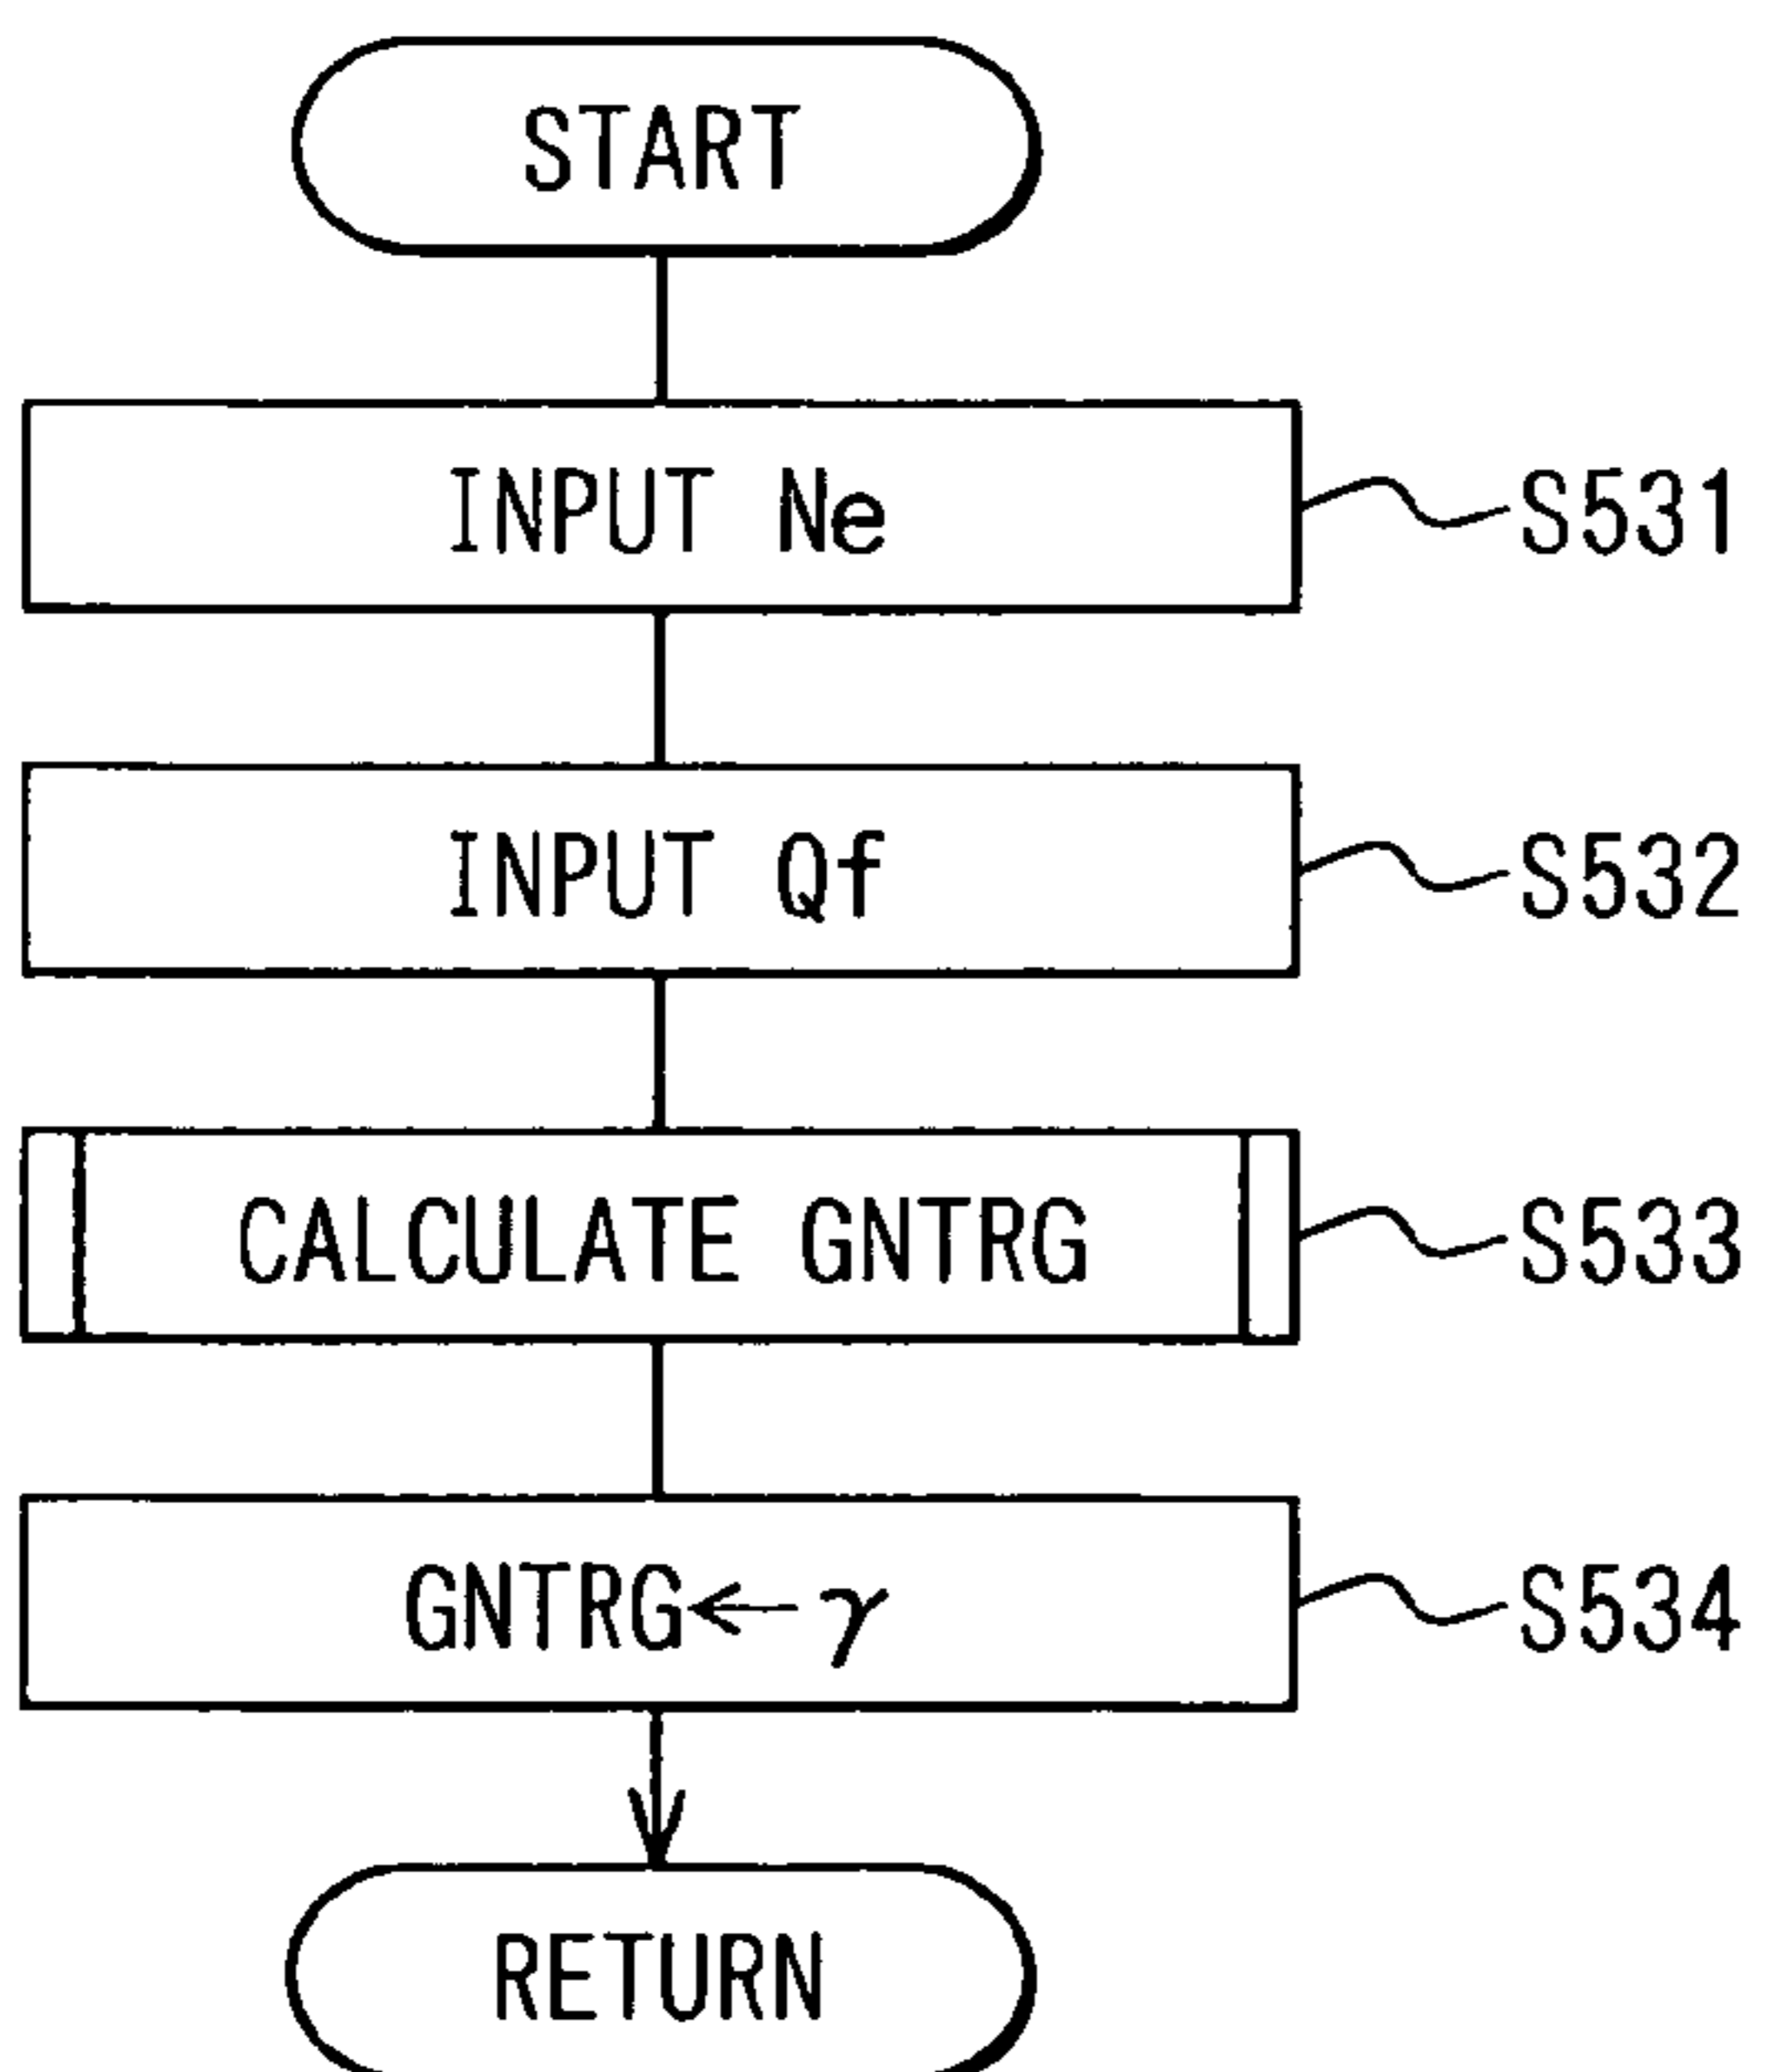 START
INPUT Ne S531
INPUT Qf S532
CALCULATE GNTRG S533
GNTRG←γ S534
RETURN